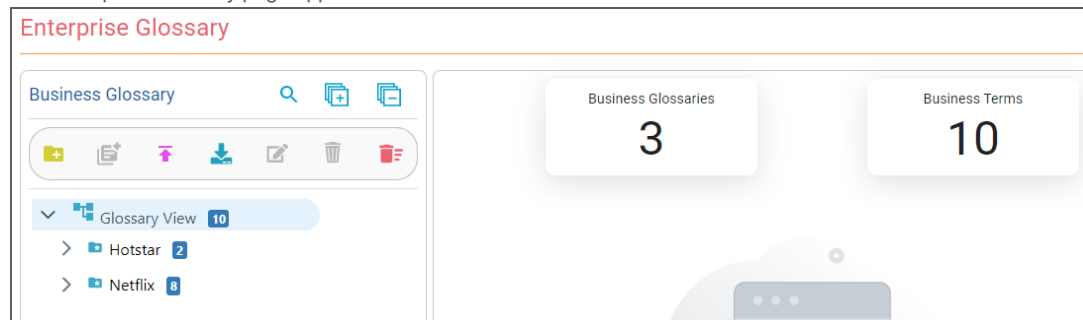 Enterprise Glossary
Business Glossary
Glossary View 10
Hotstar 2
Netflix 8
Business Glossaries
3
Business Terms
10